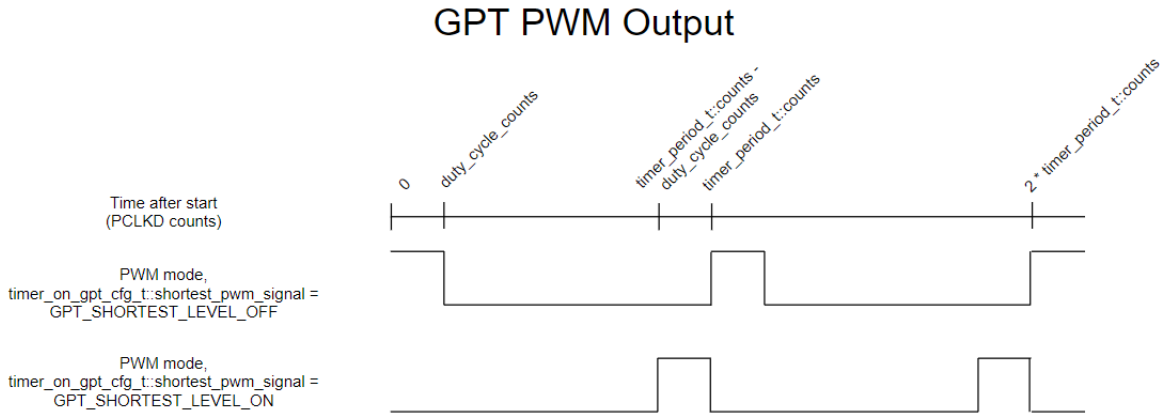 GPT PWM Output
0
duty_cycle_counts
timer_period_t::counts -
duty_cycle_counts
timer_period_t::counts
2 * timer_period_t::counts
Time after start
(PCLKD counts)
PWM mode,
timer_on_gpt_cfg_t::shortest_pwm_signal =
GPT_SHORTEST_LEVEL_OFF
PWM mode,
timer_on_gpt_cfg_t::shortest_pwm_signal =
GPT_SHORTEST_LEVEL_ON